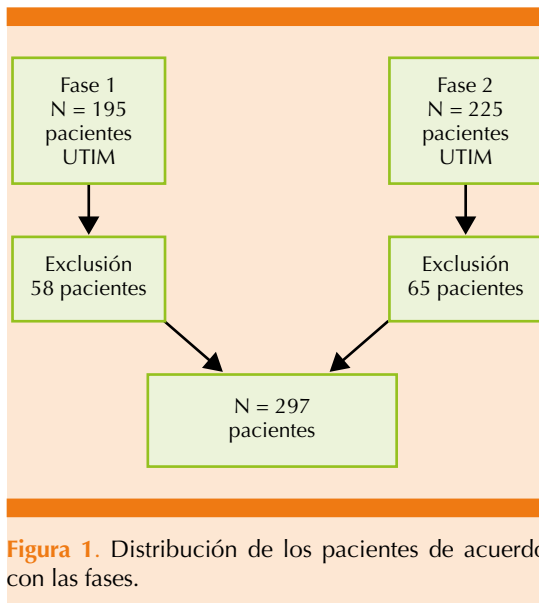 Fase 1
N = 195
pacientes
UTIM
Fase 2
N = 225
pacientes
UTIM
Exclusión
58 pacientes
Exclusión
65 pacientes
N = 297
pacientes
Figura 1. Distribución de los pacientes de acuerdo
con las fases.